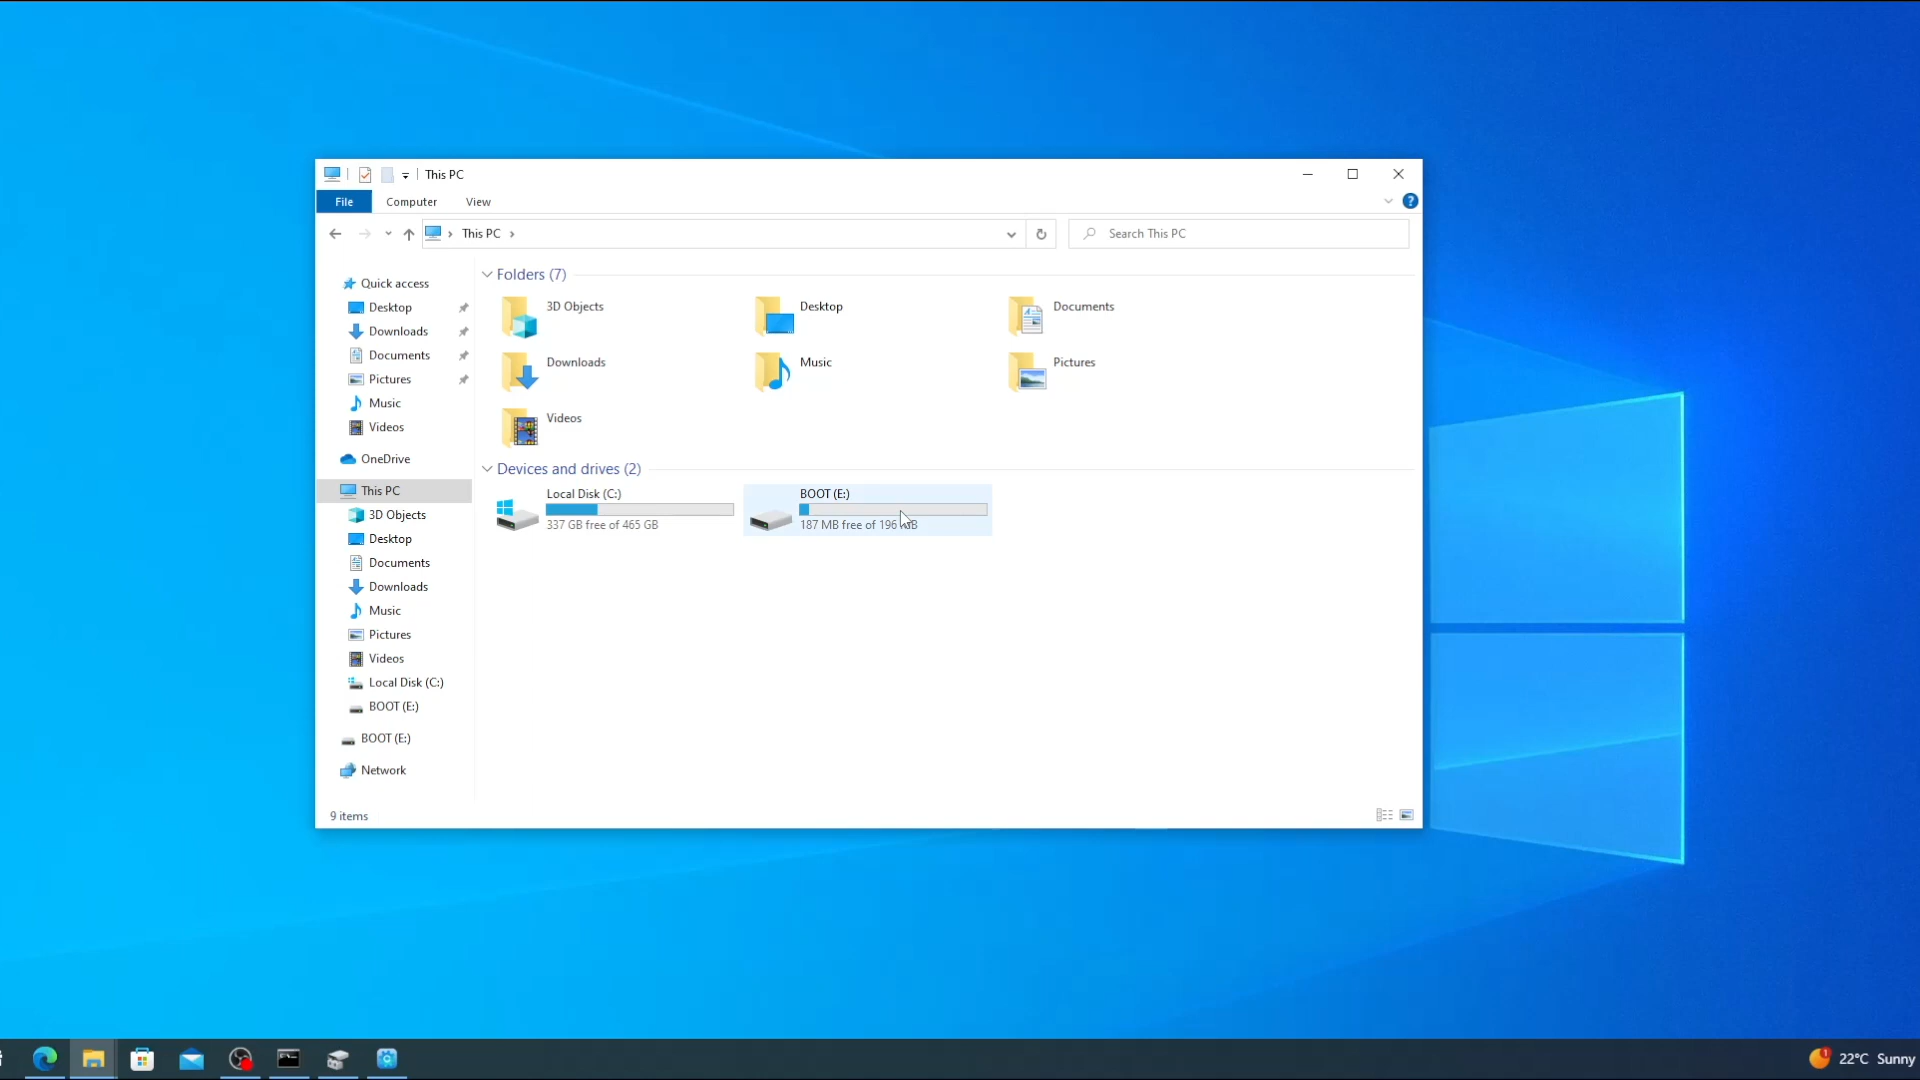 This PC
File Computer View
?
This PC
Search This PC
Quick access
Desktop
Downloads
Documents
Pictures
Music
Videos
OneDrive
This PC
3D Objects
Desktop
Documents
Downloads
Music
Pictures
Videos
Local Disk (C:)
BOOT (E:)
BOOT (E:)
Network
Folders (7)
3D Objects
Desktop
Documents
Downloads
Music
Pictures
Videos
Devices and drives (2)
Local Disk (C:)
337 GB free of 465 GB
BOOT (E:)
187 MB free of 196 MB
9 items
1
22°C Sunny